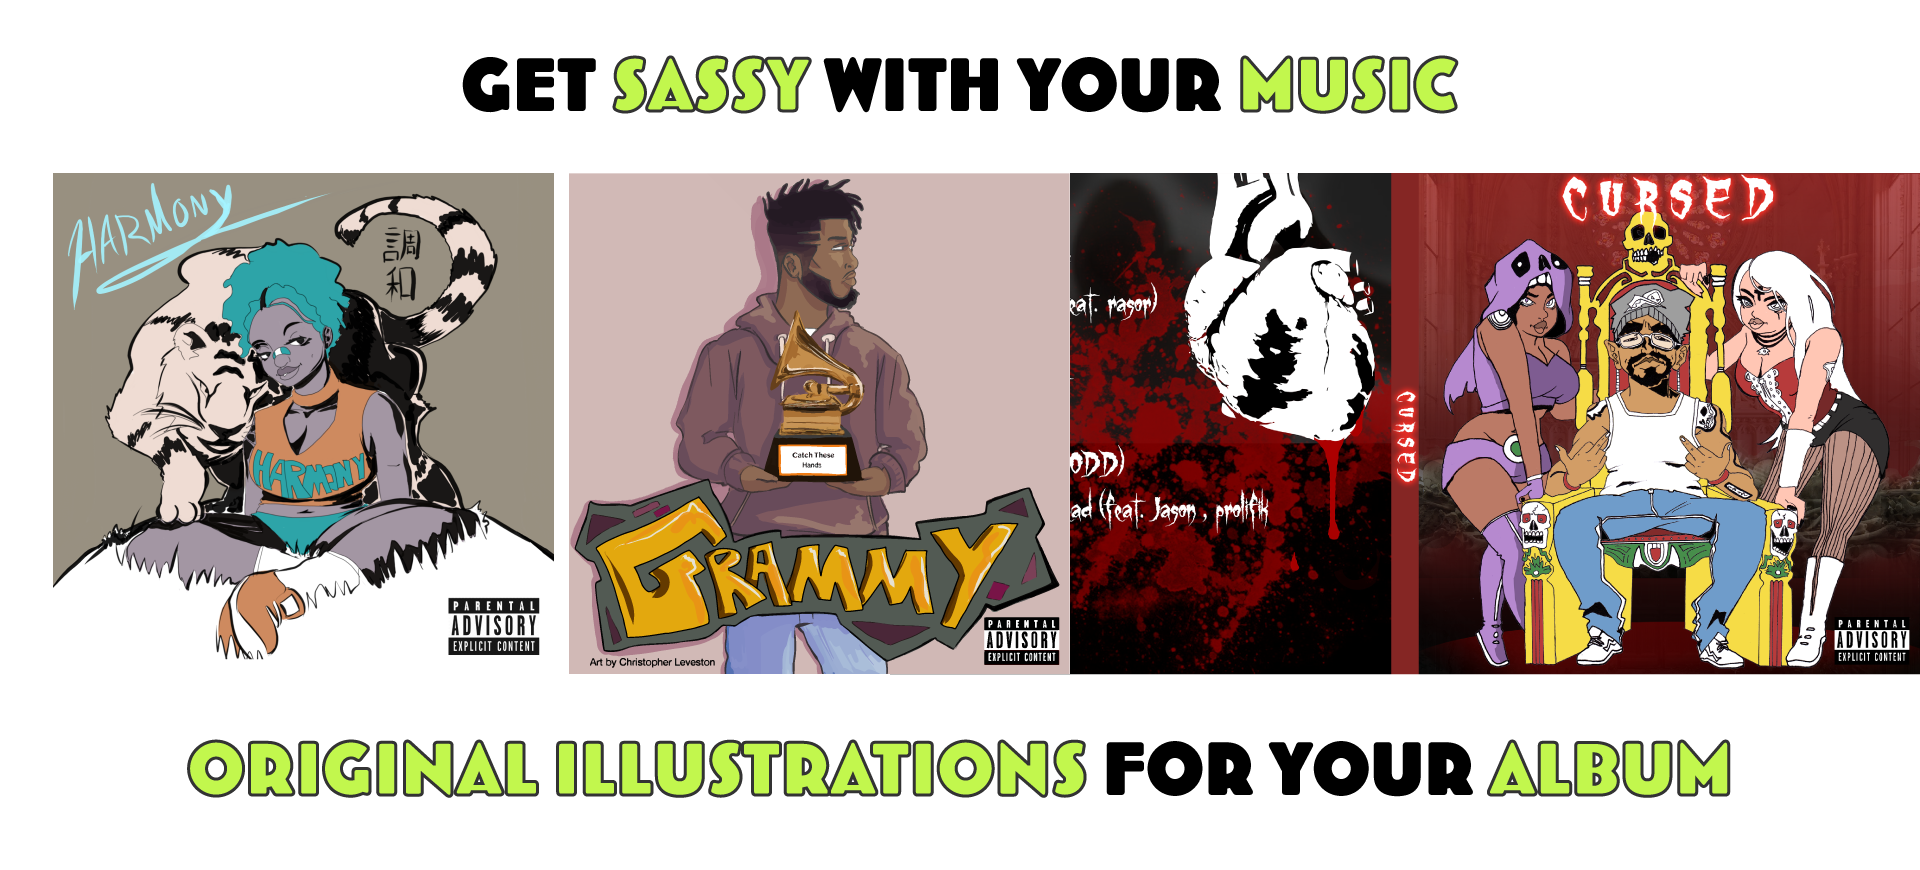 GET SASSY WITH YOUR MUSIC
HARMONY
調
和
HARMONY
PARENTAL
ADVISORY
EXPLICIT CONTENT
Catch These
Hands
GRAMMY
Art by Christopher Leveston
PARENTAL
ADVISORY
EXPLICIT CONTENT
eat. rasor)
ODD)
ad (feat. Jason , prolifik
CURSED
CURSED
PARENTAL
ADVISORY
EXPLICIT CONTENT
ORIGINAL ILLUSTRATIONS FOR YOUR ALBUM